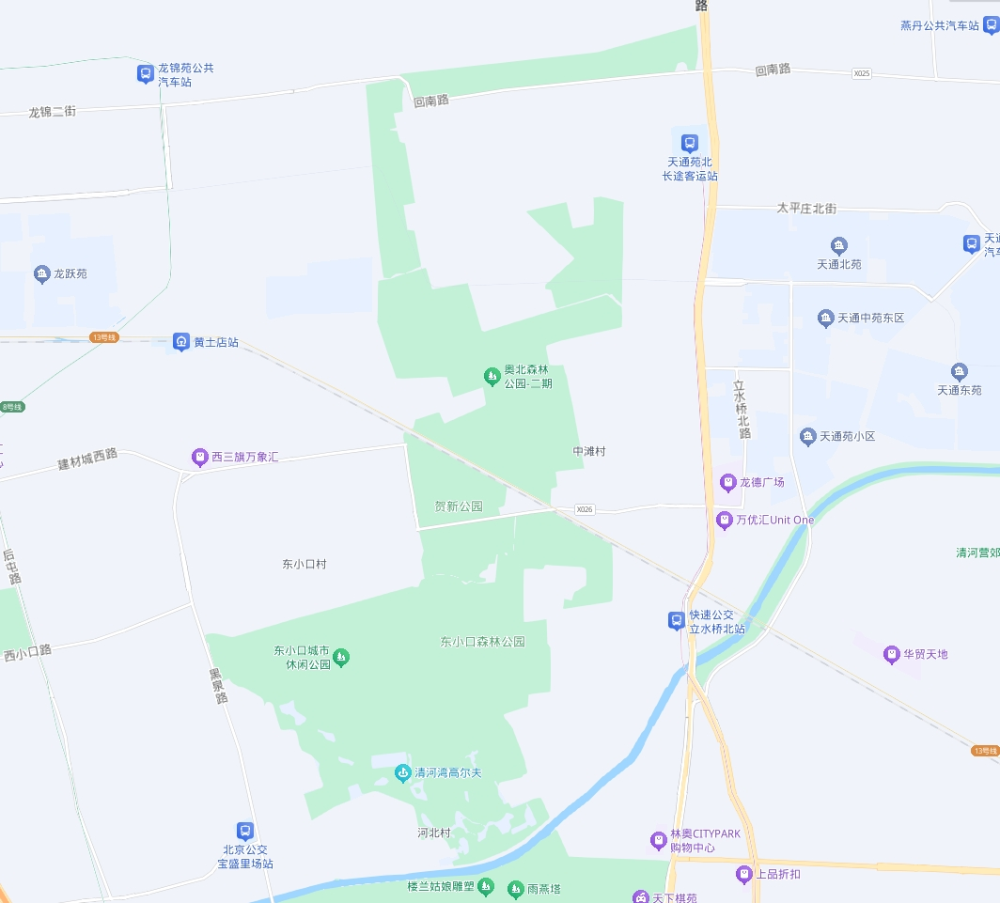 路
燕丹公共汽车站
龙锦苑公共
汽车站
回南路
X025
回南路
龙锦二街
天通苑北
长途客运站
太平庄北街
天通北苑
龙跃苑
天通中苑东区
13号线
黄土店站
奥北森林
公园-二期
天通东苑
立水桥北路
8号线
天通苑小区
中滩村
建材城西路
西三旗万象汇
龙德广场
贺新公园
X026
万优汇Unit One
后屯路
东小口村
清河营郊
快速公交
立水桥北站
东小口森林公园
西小口路
东小口城市
休闲公园
华贸天地
黑泉路
13号线
清河湾高尔夫
河北村
林奥CITYPARK
购物中心
北京公交
宝盛里场站
上品折扣
楼兰姑娘雕塑
雨燕塔
天下棋苑